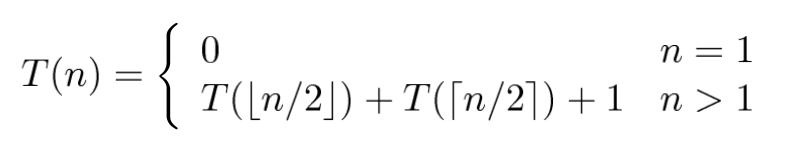 T(n) = { 0 n = 1
T(⌊n/2⌋) + T(⌈n/2⌉) + 1 n > 1